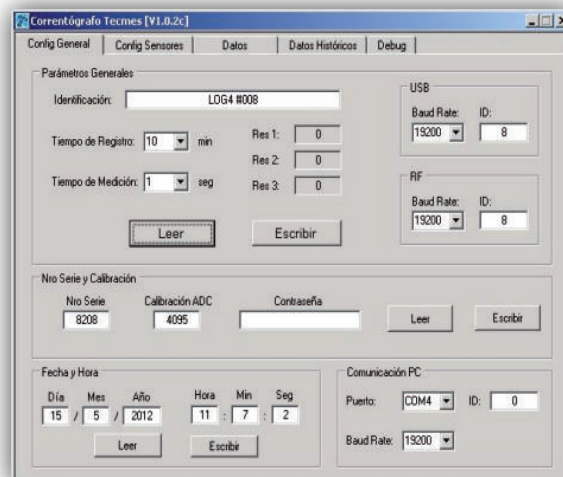 Correntógrafo Tecmes [V1.0.2c]
Config General Config Sensores Datos Datos Históricos Debug
Parámetros Generales
Identificación: LOG4 #008
Tiempo de Registro: 10 min
Tiempo de Medición: 1 seg
Res 1: 0
Res 2: 0
Res 3: 0
Leer Escribir
USB
Baud Rate: ID:
19200 8
RF
Baud Rate: ID:
19200 8
Nro Serie y Calibración
Nro Serie Calibración ADC Contraseña
8208 4095 Leer Escribir
Fecha y Hora
Día Mes Año Hora Min Seg
15 / 5 / 2012 11 : 7 : 2
Leer Escribir
Comunicación PC
Puerto: COM4 ID: 0
Baud Rate: 19200